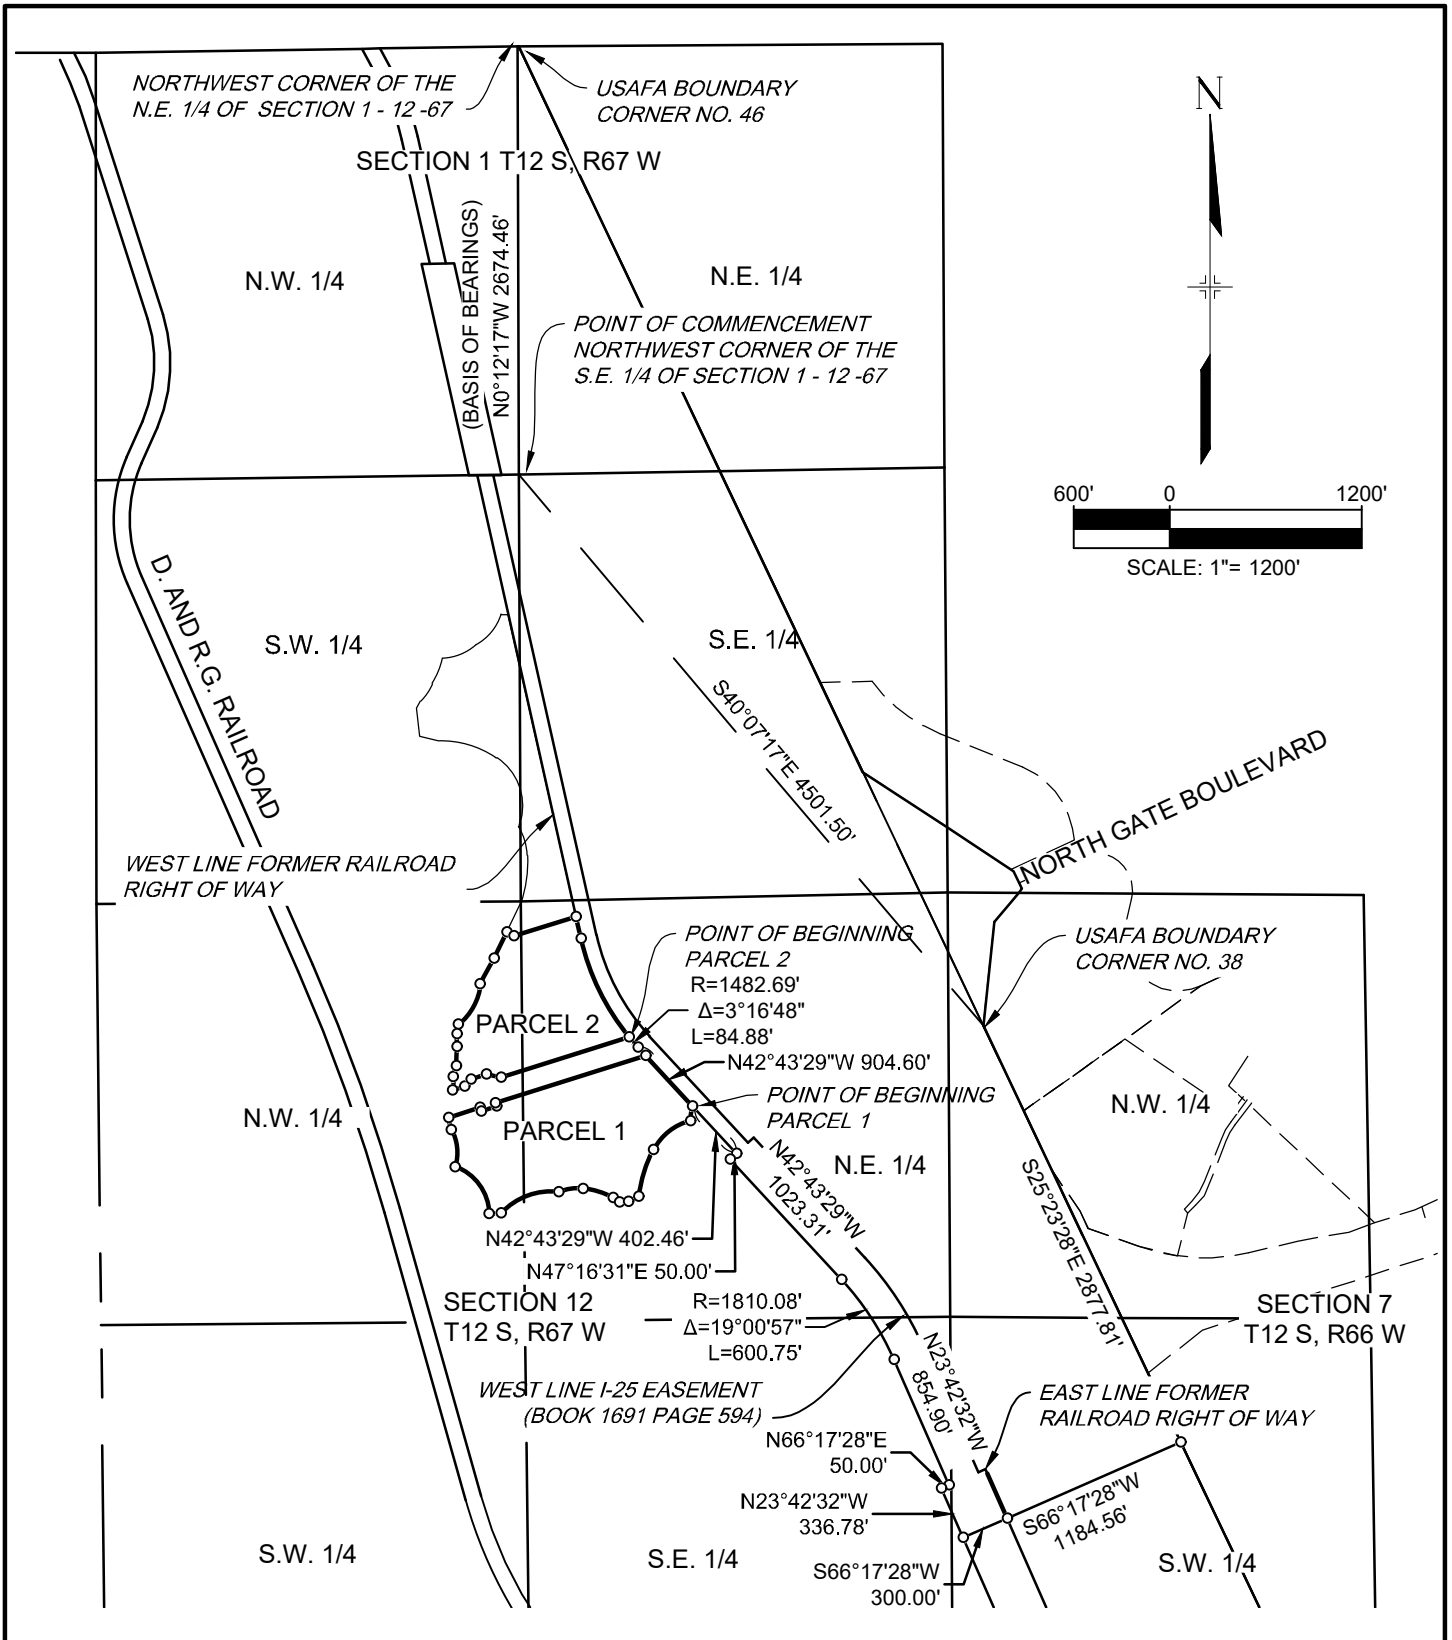 NORTHWEST CORNER OF THE
N.E. 1/4 OF SECTION 1 - 12 -67
USAFA BOUNDARY
CORNER NO. 46
N
SECTION 1 T12 S, R67 W
(BASIS OF BEARINGS)
N0°12'17"W 2674.46'
N.W. 1/4
N.E. 1/4
POINT OF COMMENCEMENT
NORTHWEST CORNER OF THE
S.E. 1/4 OF SECTION 1 - 12 -67
600' 0 1200'
SCALE: 1"= 1200'
D. AND R.G. RAILROAD
S.W. 1/4
S.E. 1/4
S40°07'17"E 4501.50'
NORTH GATE BOULEVARD
WEST LINE FORMER RAILROAD
RIGHT OF WAY
POINT OF BEGINNING
PARCEL 2
R=1482.69'
Δ=3°16'48"
L=84.88'
USAFA BOUNDARY
CORNER NO. 38
PARCEL 2
N42°43'29"W 904.60'
POINT OF BEGINNING
PARCEL 1
N.W. 1/4
PARCEL 1
N.E. 1/4
N.W. 1/4
N42°43'29"W
1023.31'
S25°23'28"E 2877.81'
N42°43'29"W 402.46'
N47°16'31"E 50.00'
SECTION 12
T12 S, R67 W
R=1810.08'
Δ=19°00'57"
L=600.75'
SECTION 7
T12 S, R66 W
WEST LINE I-25 EASEMENT
(BOOK 1691 PAGE 594)
N23°42'32"W
854.90'
EAST LINE FORMER
RAILROAD RIGHT OF WAY
N66°17'28"E
50.00'
N23°42'32"W
336.78'
S66°17'28"W
1184.56'
S.W. 1/4
S.E. 1/4
S66°17'28"W
300.00'
S.W. 1/4